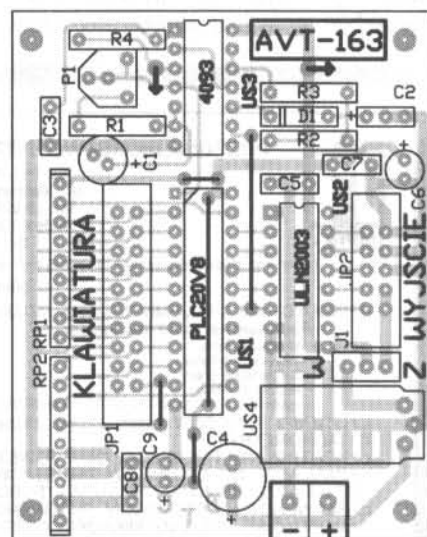 R4
AVT-163
P1
4093
US3
R3
C2
C3
D1
+
R1
R2
+C1
C7
+
C5
US2
C6
KLAWIATURA
PLC20V8
ULN2003
JP2
WYJSCIE
RP1
US1
J1
RP2
W
Z
JP1
US4
C9
C4
C8
+
+
- +